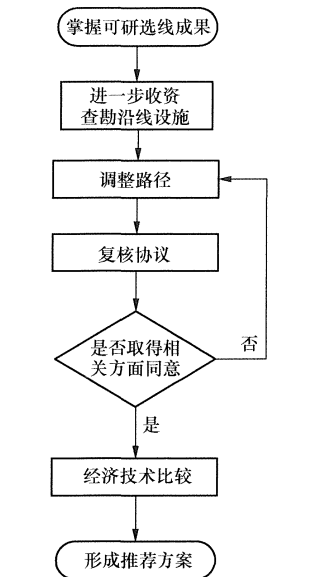 掌握可研选线成果
进一步收资
查勘沿线设施
调整路径
复核协议
是否取得相
关方面同意
否
是
经济技术比较
形成推荐方案